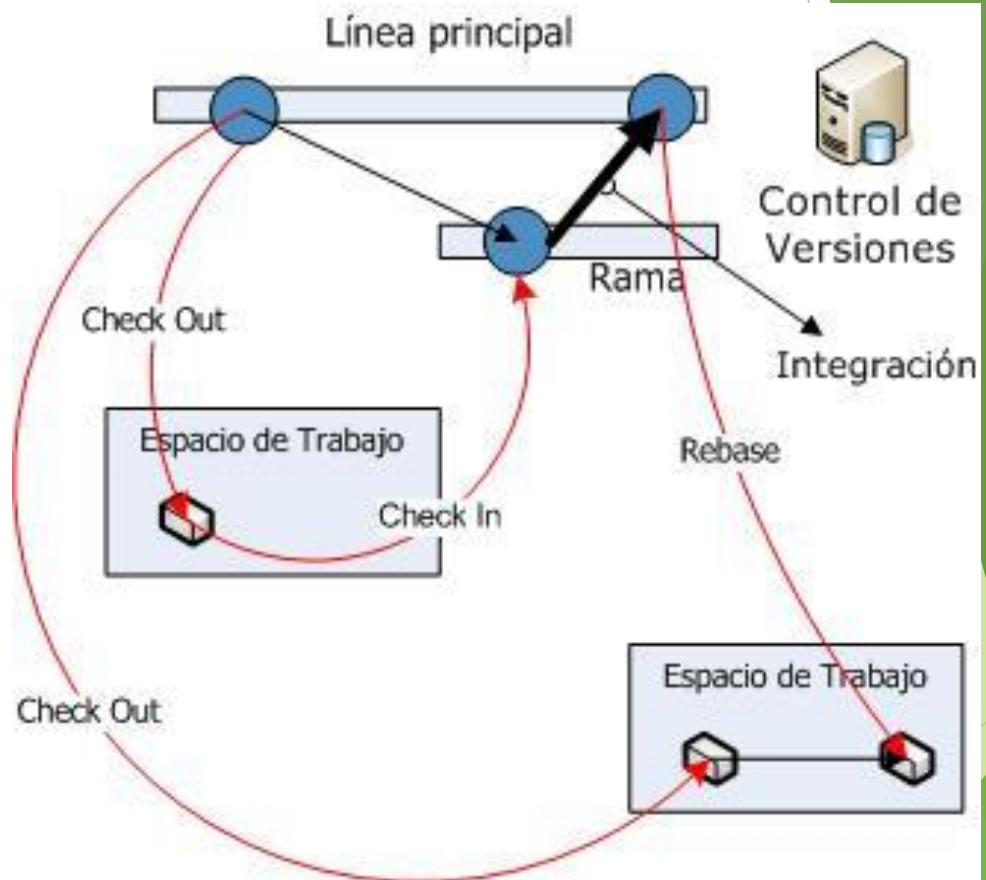 Línea principal
Control de
Versiones
Rama
Integración
Check Out
Espacio de Trabajo
Check In
Rebase
Espacio de Trabajo
Check Out